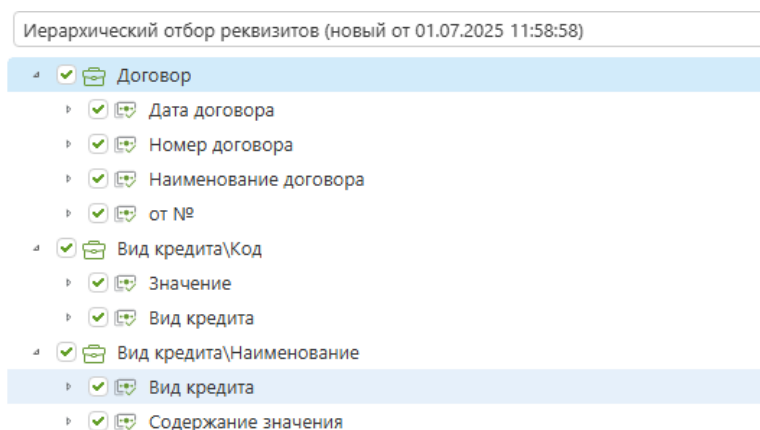 Иерархический отбор реквизитов (новый от 01.07.2025 11:58:58)
Договор
Дата договора
Номер договора
Наименование договора
от №
Вид кредита\Код
Значение
Вид кредита
Вид кредита\Наименование
Вид кредита
Содержание значения